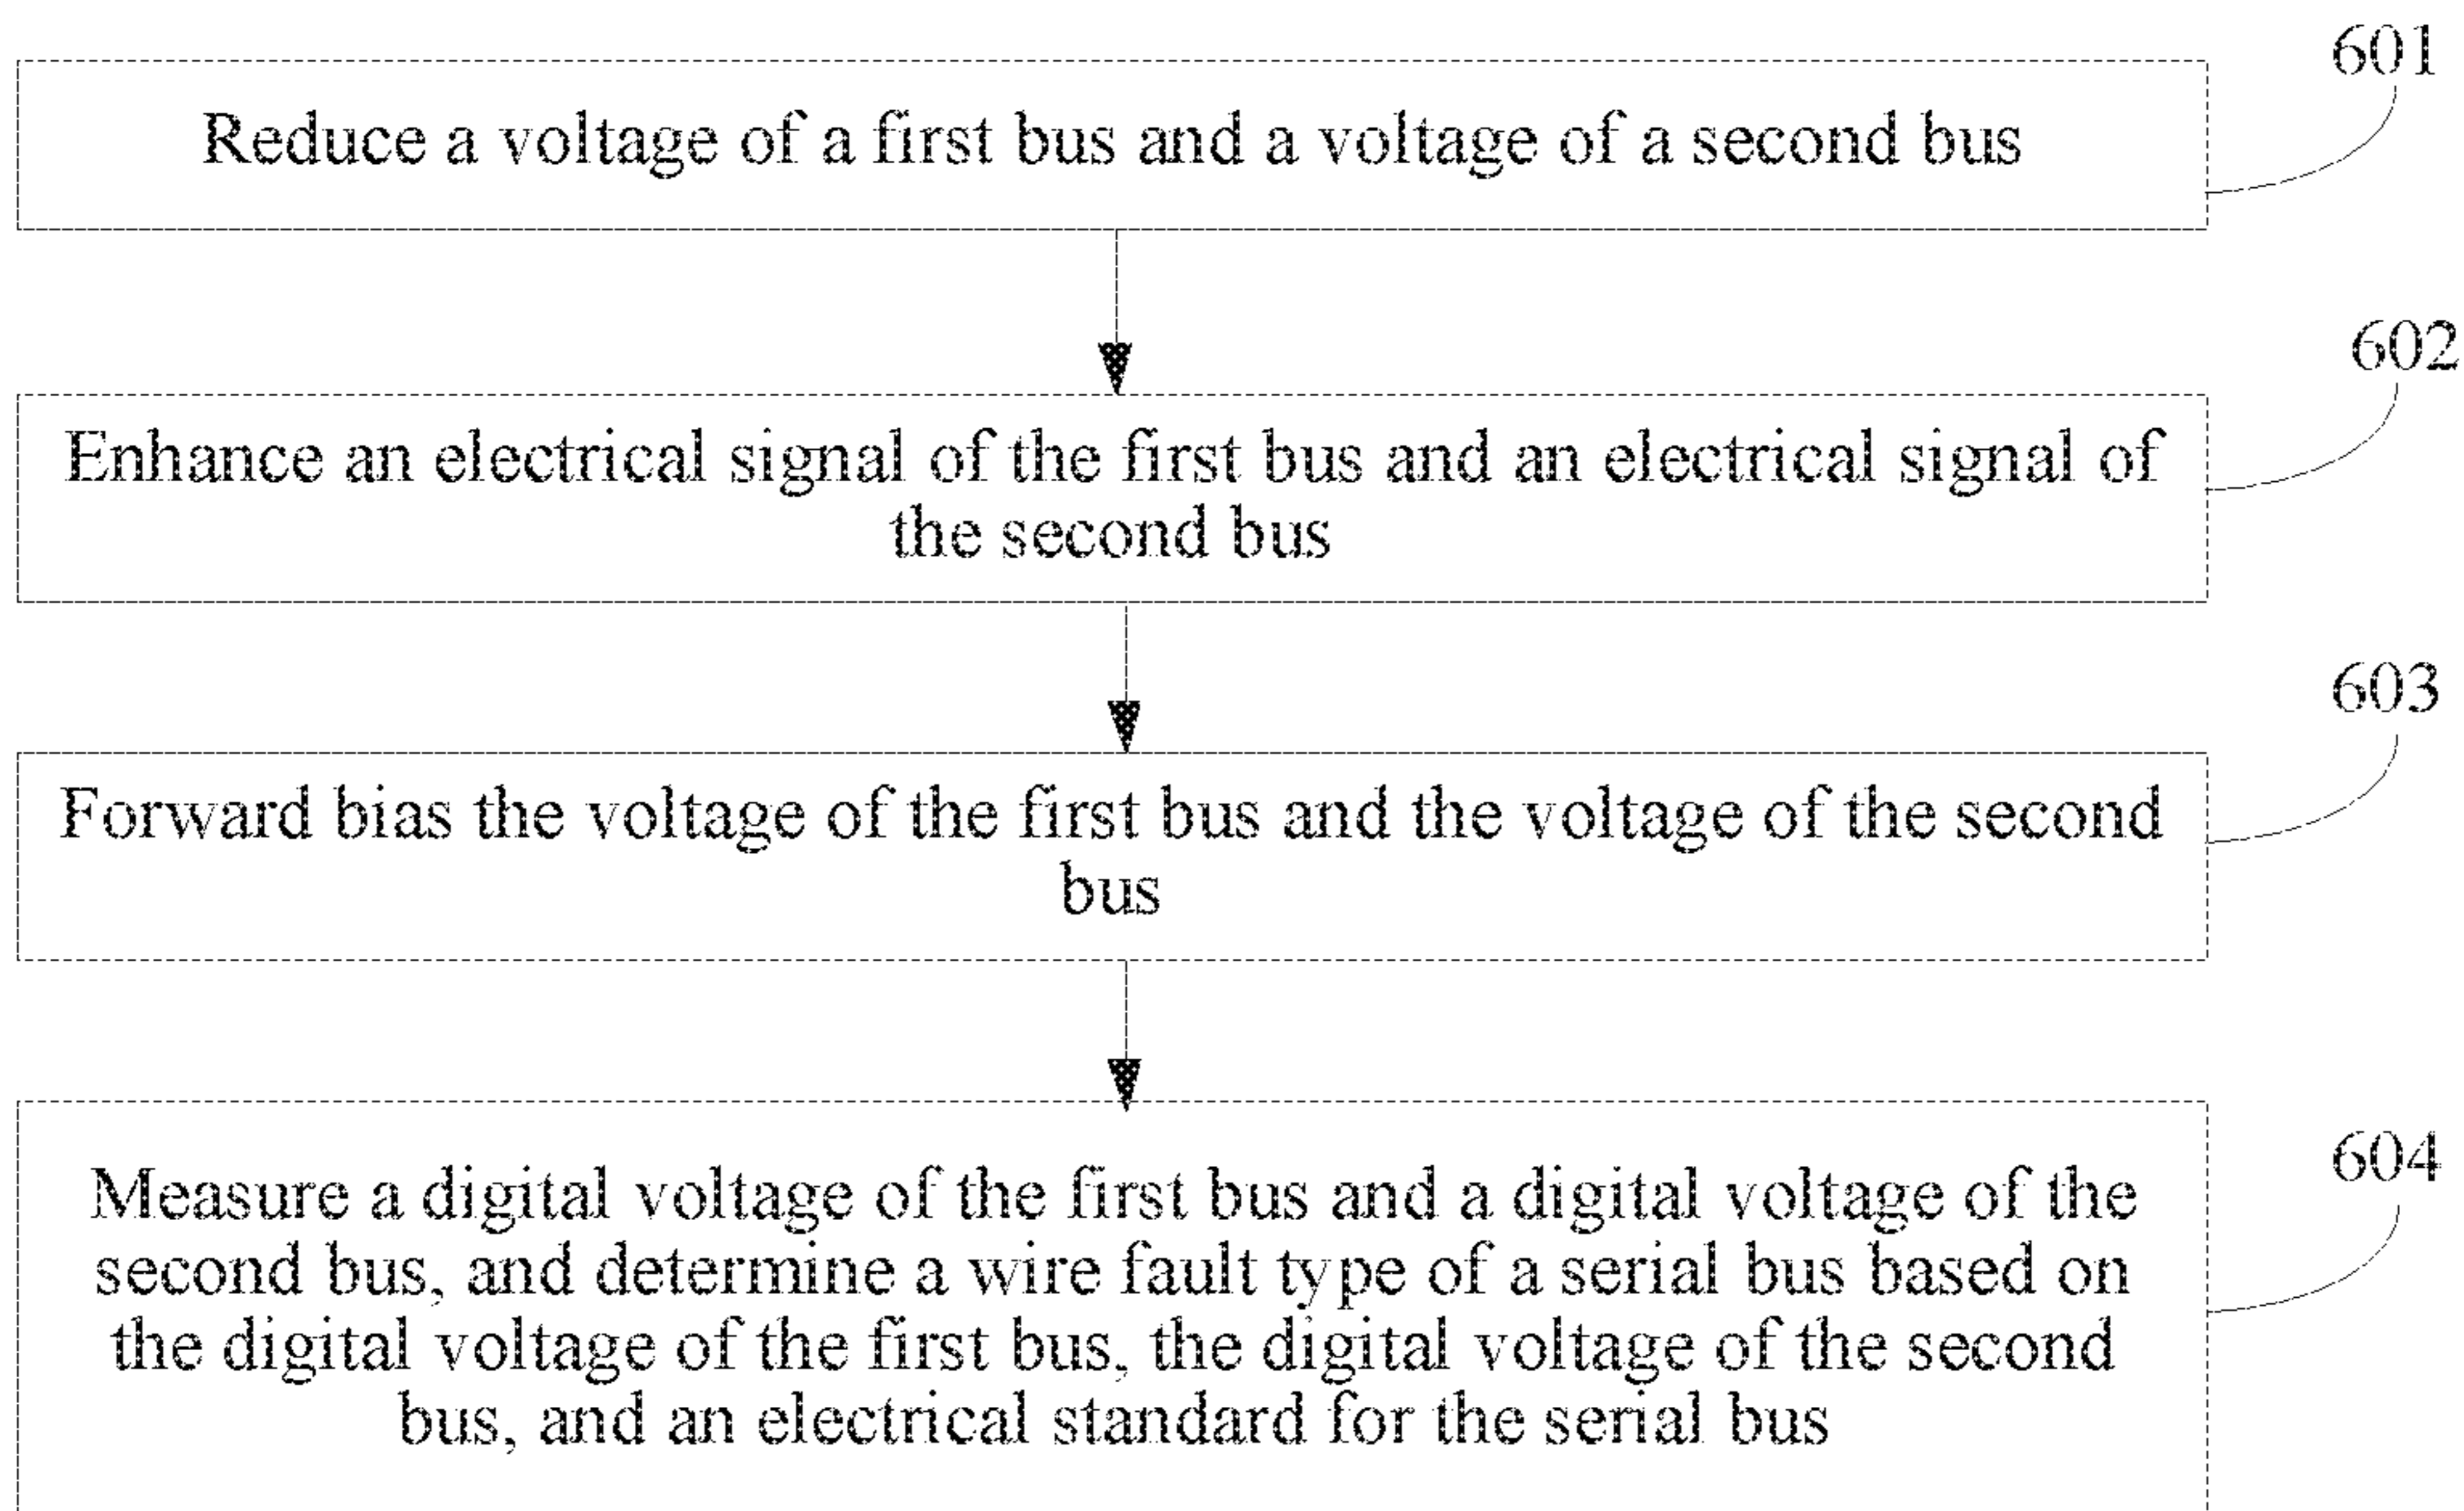 601
Reduce a voltage of a first bus and a voltage of a second bus
602
Enhance an electrical signal of the first bus and an electrical signal of
the second bus
603
Forward bias the voltage of the first bus and the voltage of the second
bus
604
Measure a digital voltage of the first bus and a digital voltage of the
second bus, and determine a wire fault type of a serial bus based on
the digital voltage of the first bus, the digital voltage of the second
bus, and an electrical standard for the serial bus